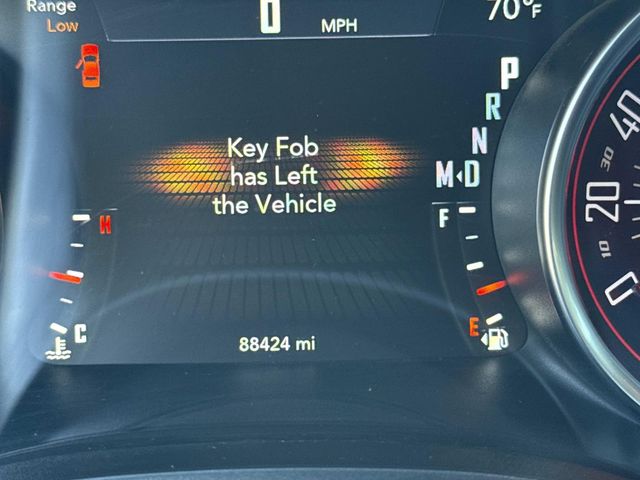 Range
Low
0 MPH
70°F
P
R
N
M◂D
Key Fob
has Left
the Vehicle
H
C
F
E
88424 mi
0
10
20
30
40